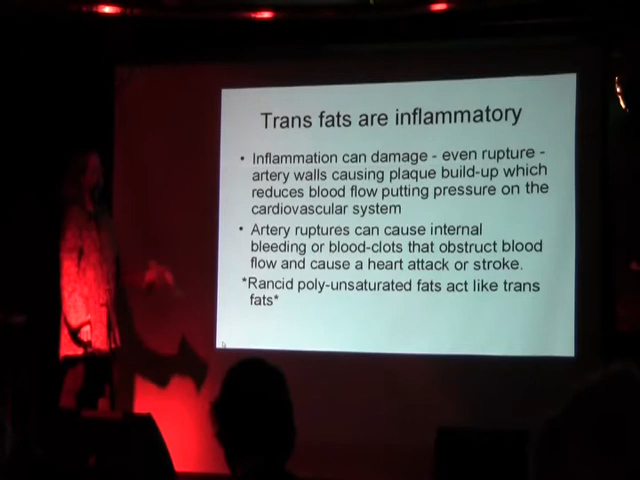 Trans fats are inflammatory
• Inflammation can damage - even rupture -
artery walls causing plaque build-up which
reduces blood flow putting pressure on the
cardiovascular system
• Artery ruptures can cause internal
bleeding or blood-clots that obstruct blood
flow and cause a heart attack or stroke.
*Rancid poly-unsaturated fats act like trans
fats*